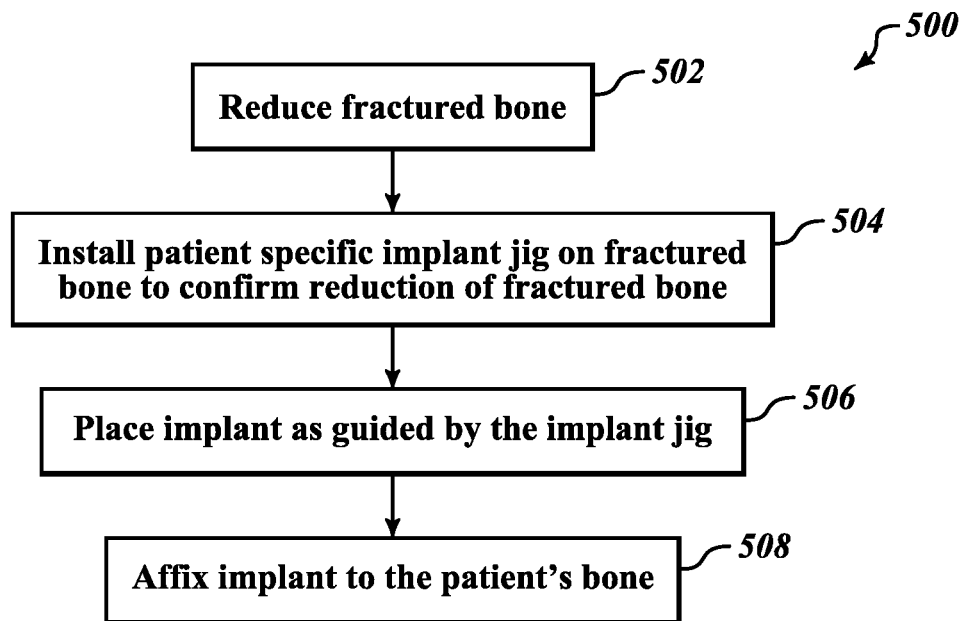 500
502
Reduce fractured bone
504
Install patient specific implant jig on fractured
bone to confirm reduction of fractured bone
506
Place implant as guided by the implant jig
508
Affix implant to the patient’s bone